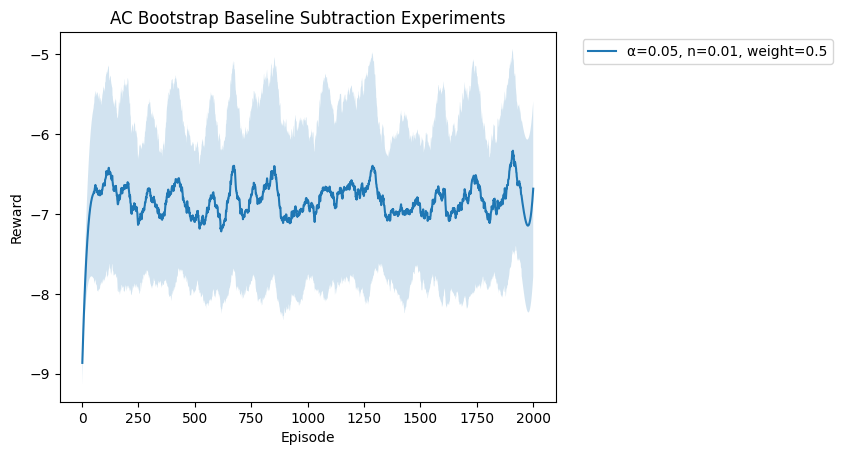 AC Bootstrap Baseline Subtraction Experiments
α=0.05, n=0.01, weight=0.5
Reward
−5
−6
−7
−8
−9
0 250 500 750 1000 1250 1500 1750 2000
Episode